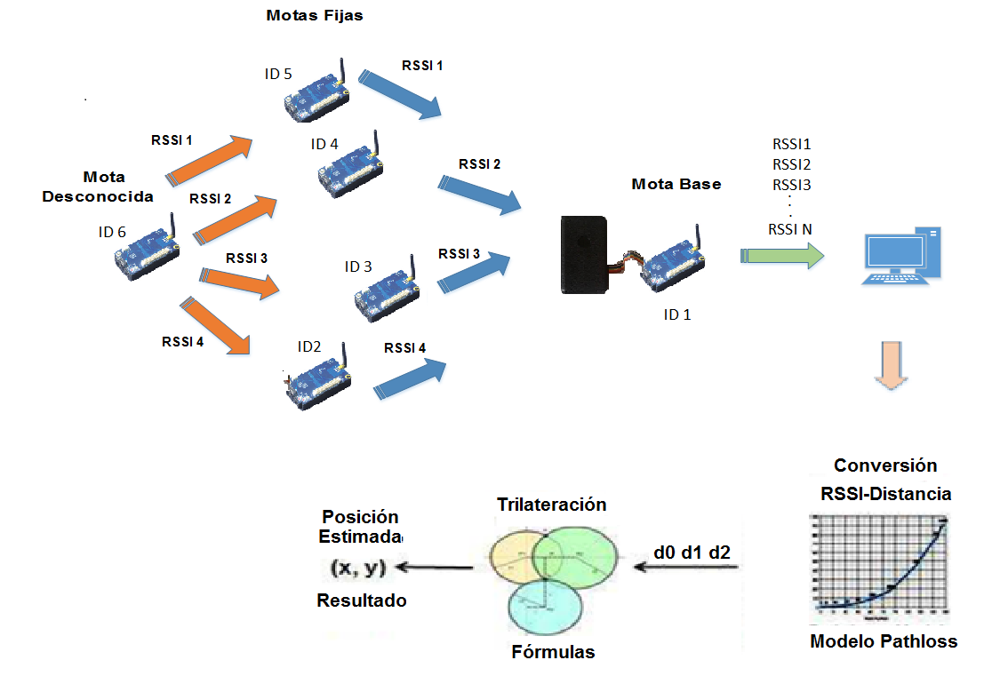 Motas Fijas
ID 5
RSSI 1
RSSI 1
ID 4
RSSI 2
Mota
Desconocida
RSSI 2
ID 6
RSSI 3
ID 3
RSSI 3
RSSI 4
ID2
RSSI 4
Mota Base
ID 1
RSSI1
RSSI2
RSSI3
.
.
RSSI N
Conversión
RSSI-Distancia
Modelo Pathloss
d0 d1 d2
Trilateración
Fórmulas
Posición
Estimada
(x, y)
Resultado